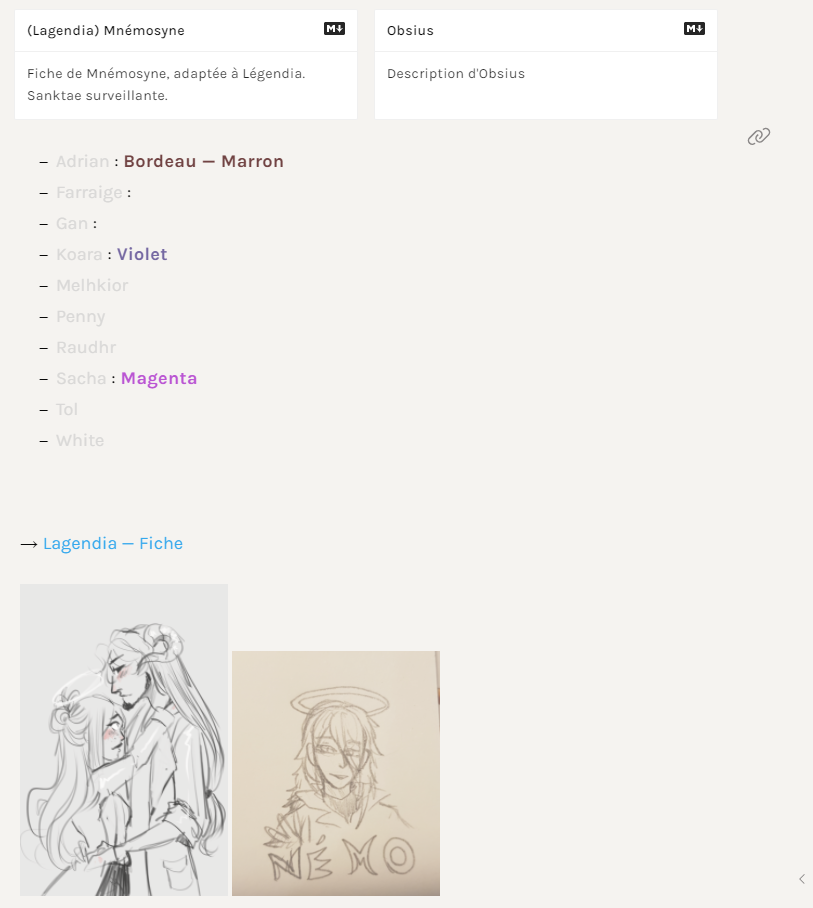 (Lagendia) Mnémosyne
M
Obsius
M
Fiche de Mnémosyne, adaptée à Légendia.
Sanktae surveillante.
Description d'Obsius
– Adrian : Bordeau — Marron
– Farraige :
– Gan :
– Koara : Violet
– Melhkior
– Penny
– Raudhr
– Sacha : Magenta
– Tol
– White
→ Lagendia — Fiche
NÉMO